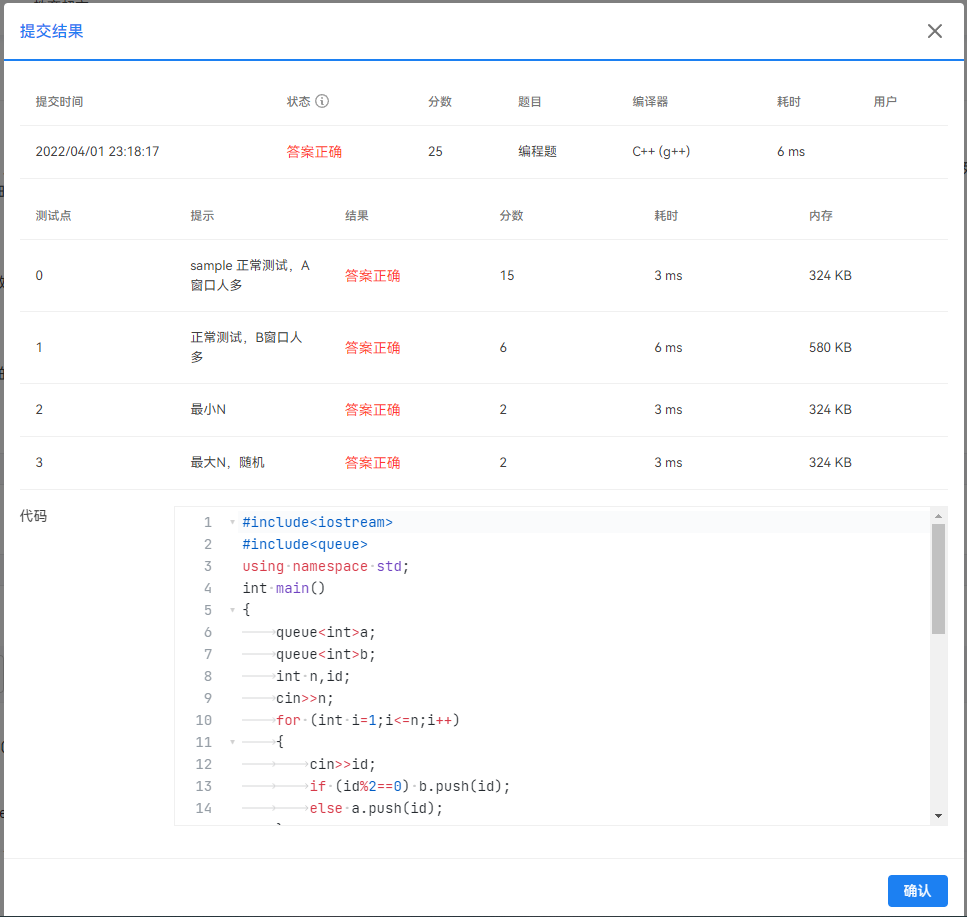 提交结果
提交时间 状态 分数 题目 编译器 耗时 用户
2022/04/01 23:18:17 答案正确 25 编程题 C++ (g++) 6 ms
测试点 提示 结果 分数 耗时 内存
0 sample 正常测试，A窗口人多 答案正确 15 3 ms 324 KB
1 正常测试，B窗口人多 答案正确 6 6 ms 580 KB
2 最小N 答案正确 2 3 ms 324 KB
3 最大N，随机 答案正确 2 3 ms 324 KB
代码
1 #include<iostream>
2 #include<queue>
3 using namespace std;
4 int main()
5 {
6 queue<int>a;
7 queue<int>b;
8 int n,id;
9 cin>>n;
10 for (int i=1;i<=n;i++)
11 {
12 cin>>id;
13 if (id%2==0) b.push(id);
14 else a.push(id);
确认